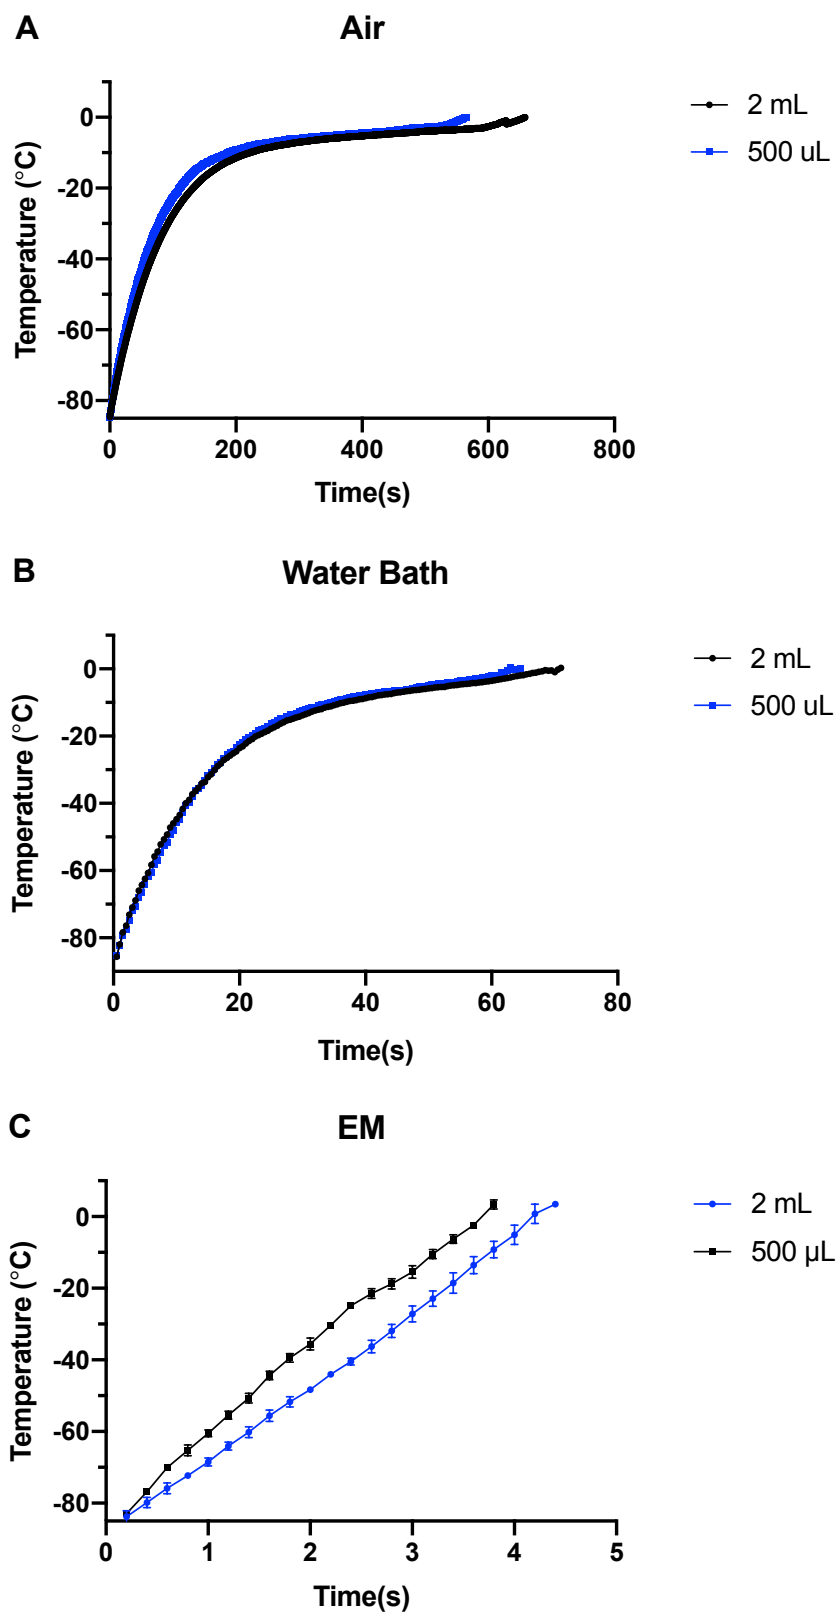 A
Air
2 mL
500 uL
Temperature (°C)
0
-20
-40
-60
-80
0
200
400
600
800
Time(s)
B
Water Bath
2 mL
500 uL
Temperature (°C)
0
-20
-40
-60
-80
0
20
40
60
80
Time(s)
C
EM
2 mL
500 µL
Temperature (°C)
0
-20
-40
-60
-80
0
1
2
3
4
5
Time(s)